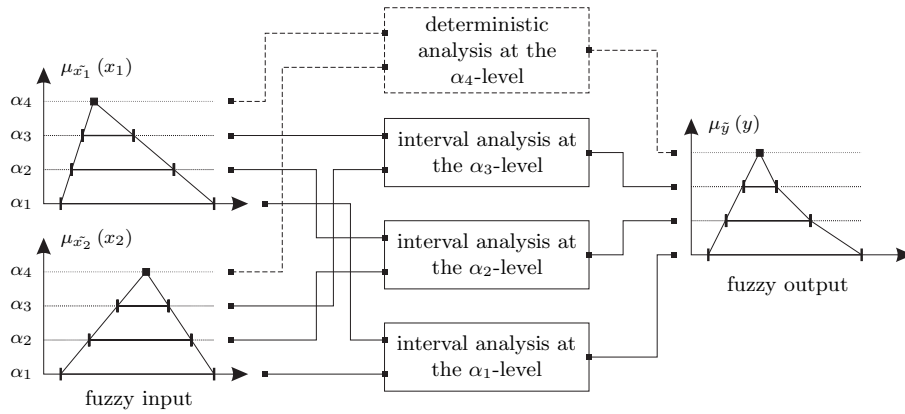 μx̃₁ (x₁)
α₄
α₃
α₂
α₁
μx̃₂ (x₂)
α₄
α₃
α₂
α₁
fuzzy input
deterministic
analysis at the
α₄-level
interval analysis at
the α₃-level
interval analysis at
the α₂-level
interval analysis at
the α₁-level
μỹ (y)
fuzzy output